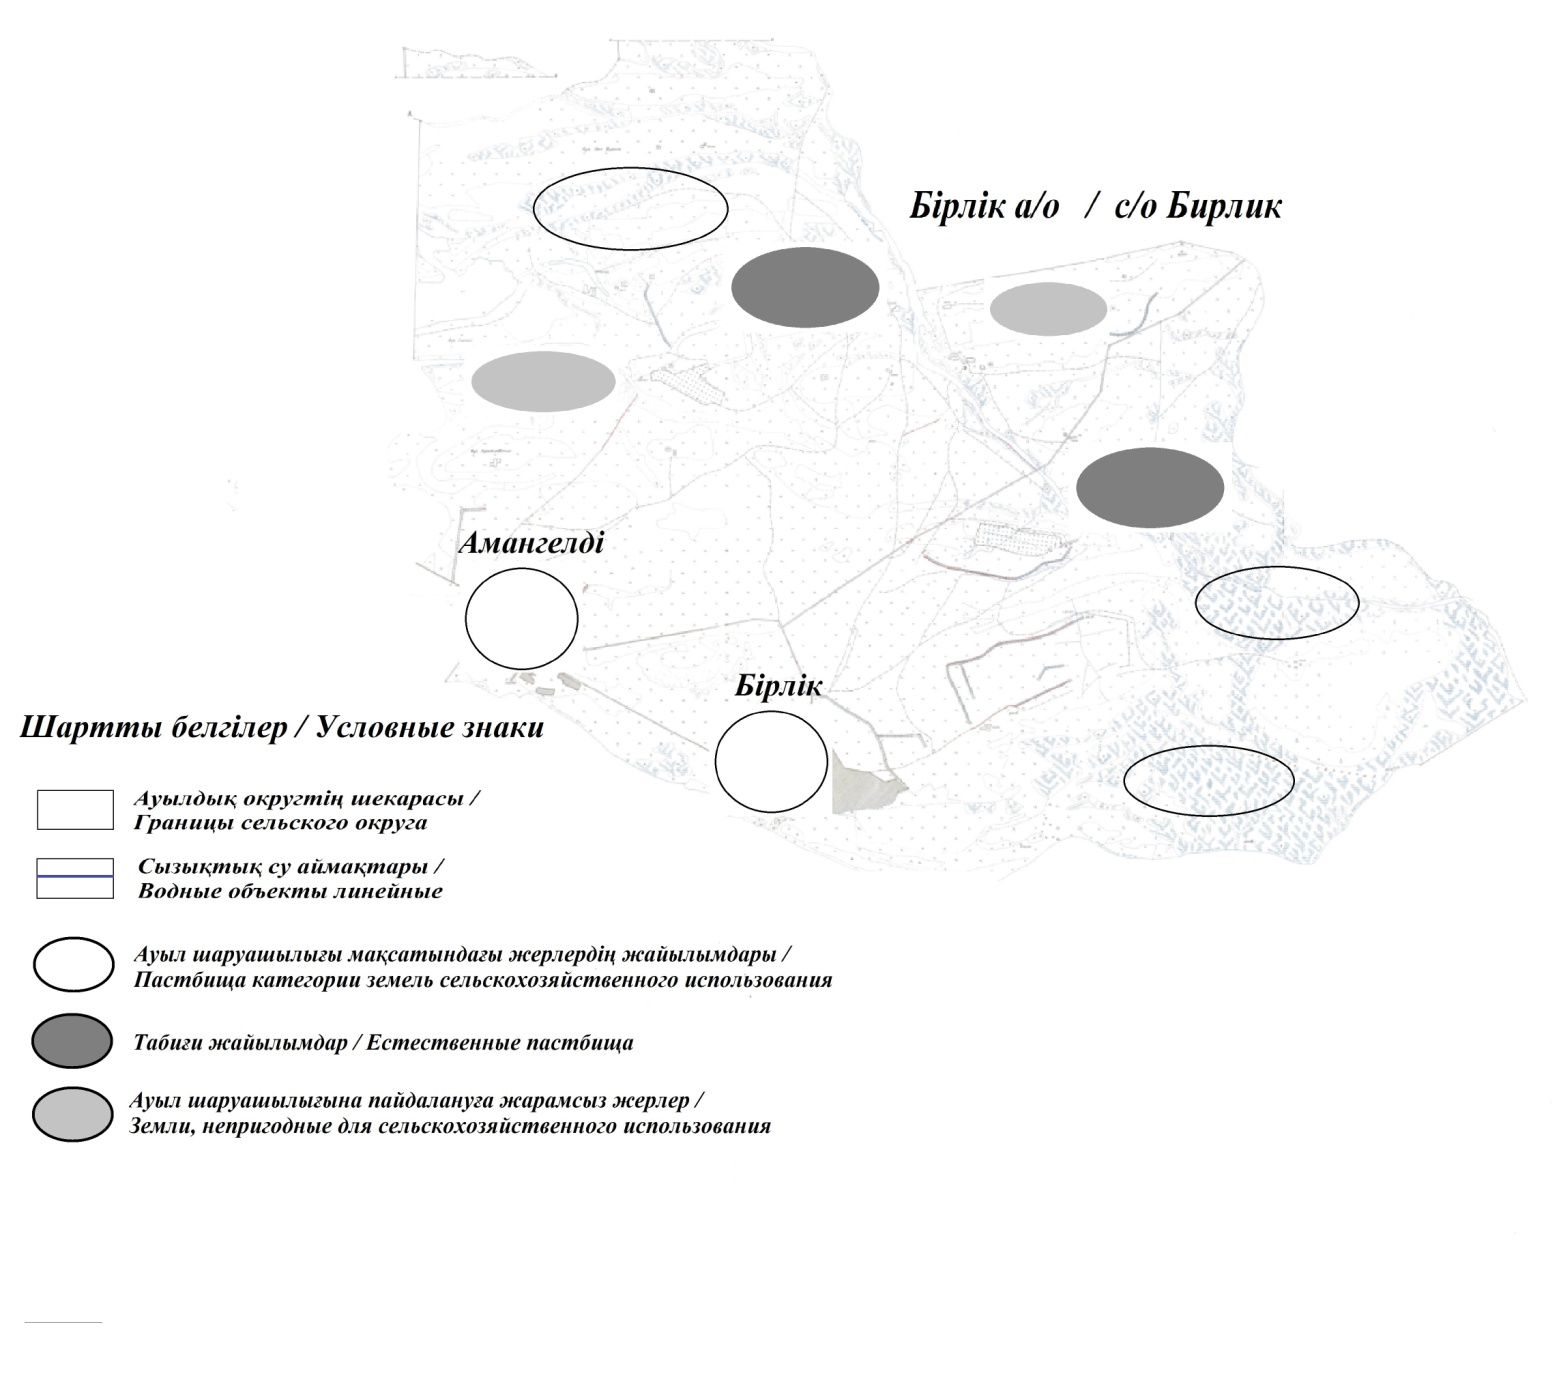 Бірлік а/о / с/о Бирлик
Амангелді
Бірлік
Шартты белгілер / Условные знаки
Ауылдық округтің шекарасы /
Границы сельского округа
Сызықтық су аймақтары /
Водные объекты линейные
Ауыл шаруашылығы мақсатындағы жерлердің жайылымдары /
Пастбища категории земель сельскохозяйственного использования
Табиғи жайылымдар / Естественные пастбища
Ауыл шаруашылығына пайдалануға жарамсыз жерлер /
Земли, непригодные для сельскохозяйственного использования